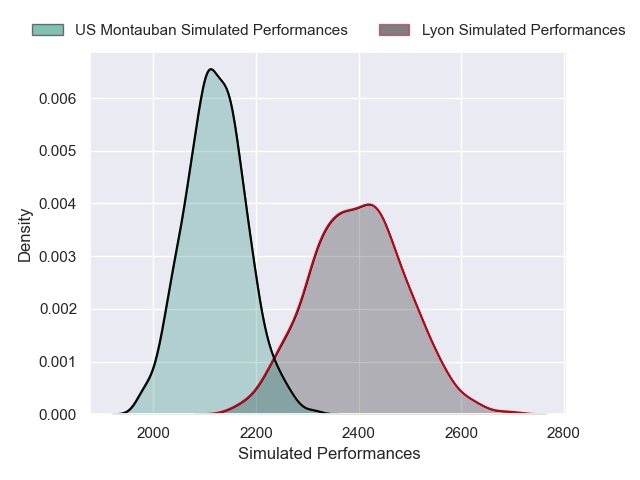 US Montauban Simulated Performances Lyon Simulated Performances
0.006
0.005
0.004
0.003
0.002
0.001
0.000
Density
2000 2200 2400 2600 2800
Simulated Performances